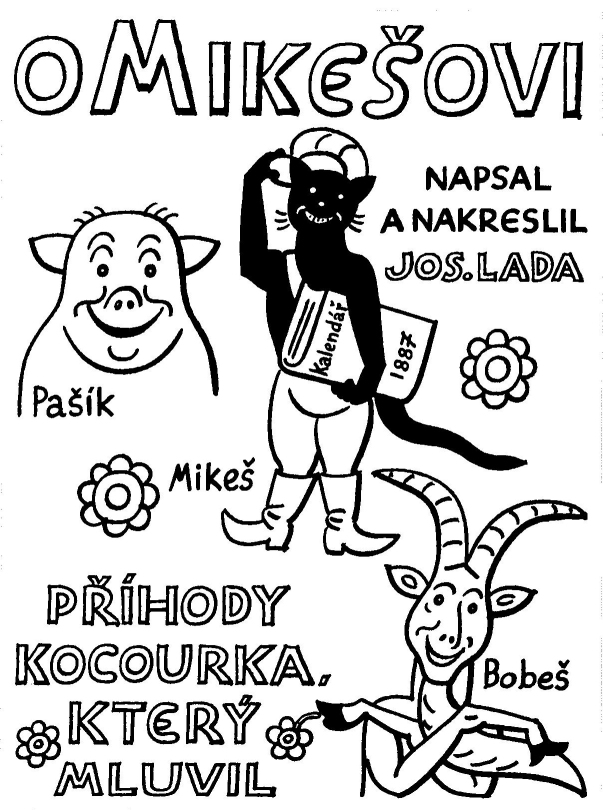 O MIKEŠOVI
NAPSAL
A NAKRESLIL
JOS. LADA
Kalendář
1887
Pašík
Mikeš
Bobeš
PŘÍHODY
KOCOURKA,
KTERÝ
MLUVIL